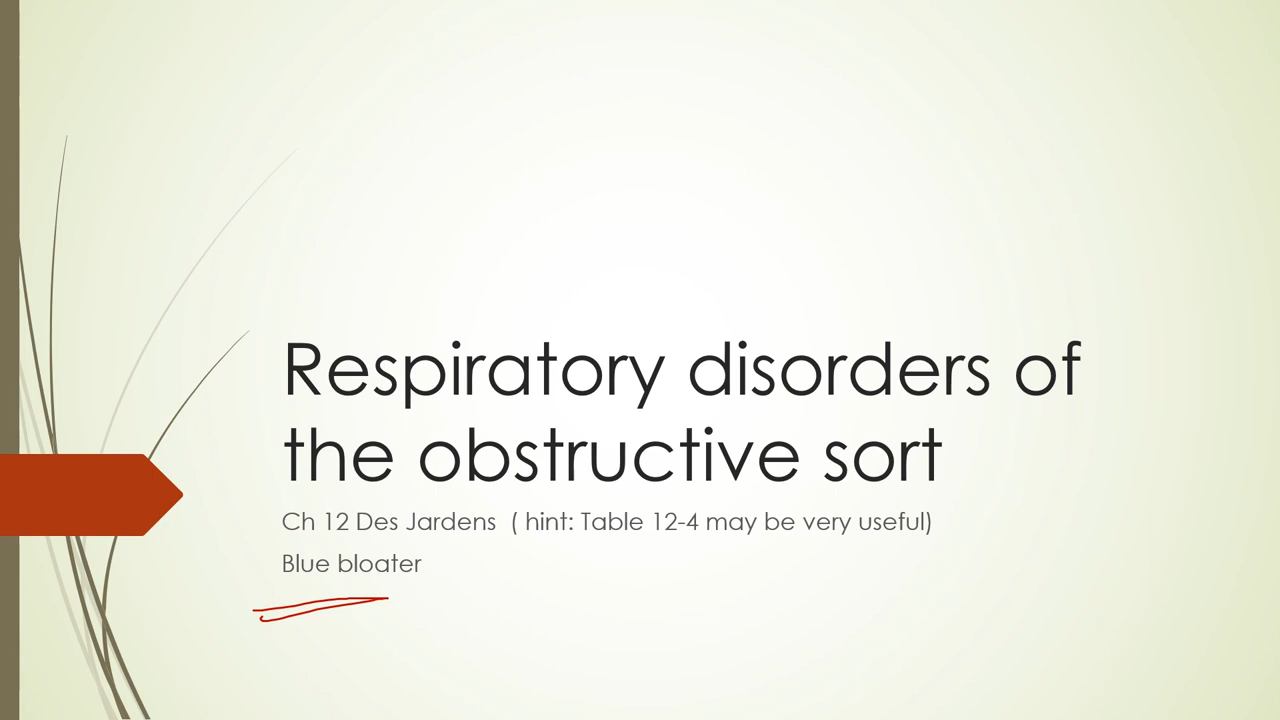 Respiratory disorders of
the obstructive sort
Ch 12 Des Jardens  ( hint: Table 12-4 may be very useful)
Blue bloater